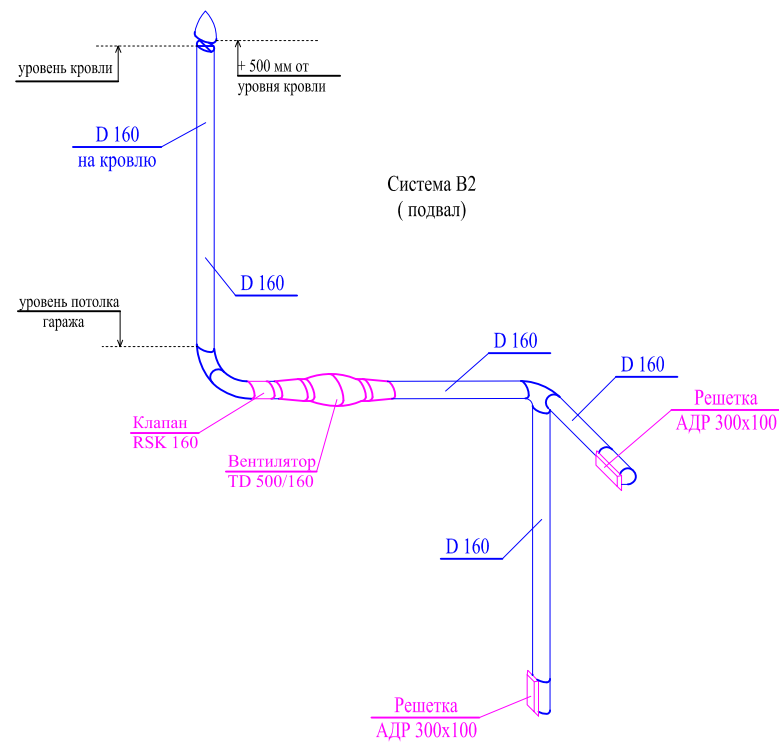 уровень кровли
+ 500 мм от
уровня кровли
D 160
на кровлю
Система В2
( подвал)
D 160
уровень потолка
гаража
D 160
D 160
Решетка
АДР 300х100
Клапан
RSK 160
Вентилятор
TD 500/160
D 160
Решетка
АДР 300х100